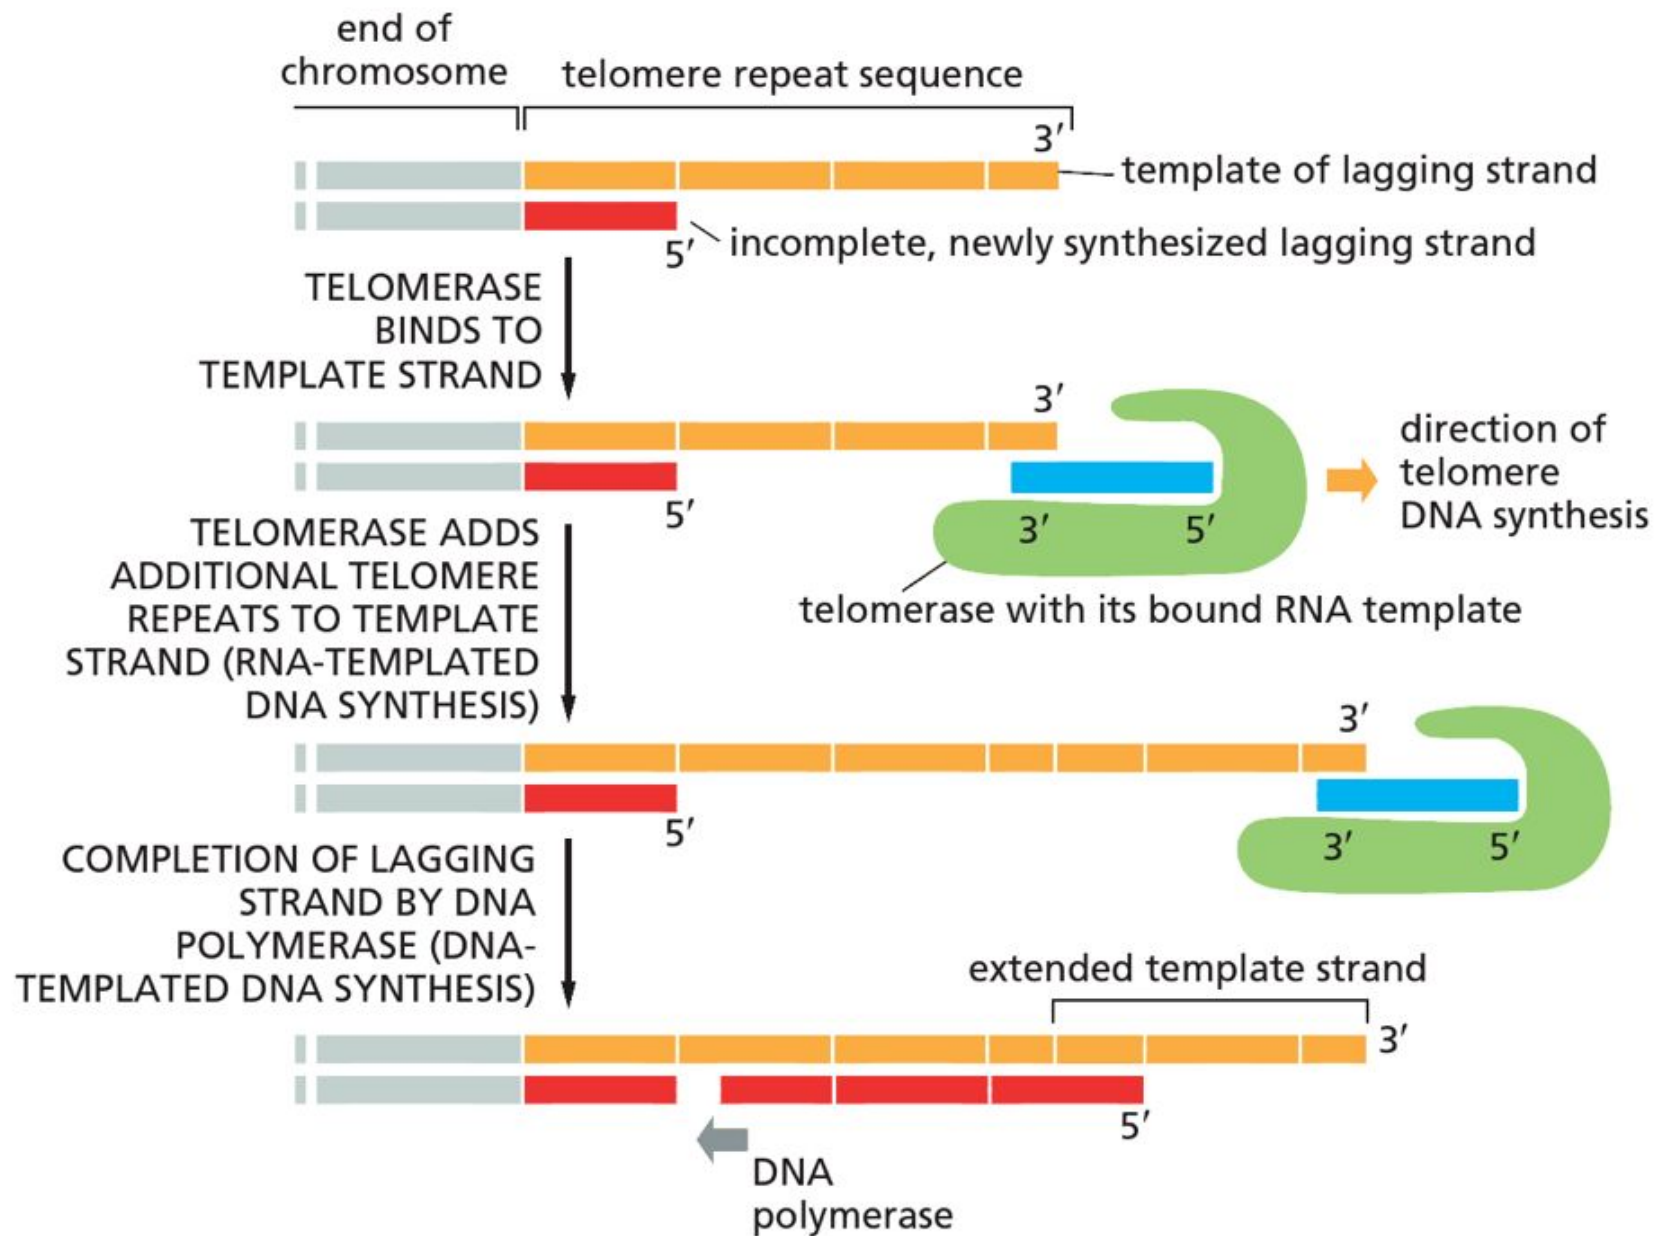 end of
chromosome
telomere repeat sequence
3′
template of lagging strand
5′
incomplete, newly synthesized lagging strand
TELOMERASE
BINDS TO
TEMPLATE STRAND
3′
direction of
telomere
DNA synthesis
5′
3′ 5′
telomerase with its bound RNA template
TELOMERASE ADDS
ADDITIONAL TELOMERE
REPEATS TO TEMPLATE
STRAND (RNA-TEMPLATED
DNA SYNTHESIS)
3′
5′
3′ 5′
COMPLETION OF LAGGING
STRAND BY DNA
POLYMERASE (DNA-
TEMPLATED DNA SYNTHESIS)
extended template strand
3′
5′
DNA
polymerase